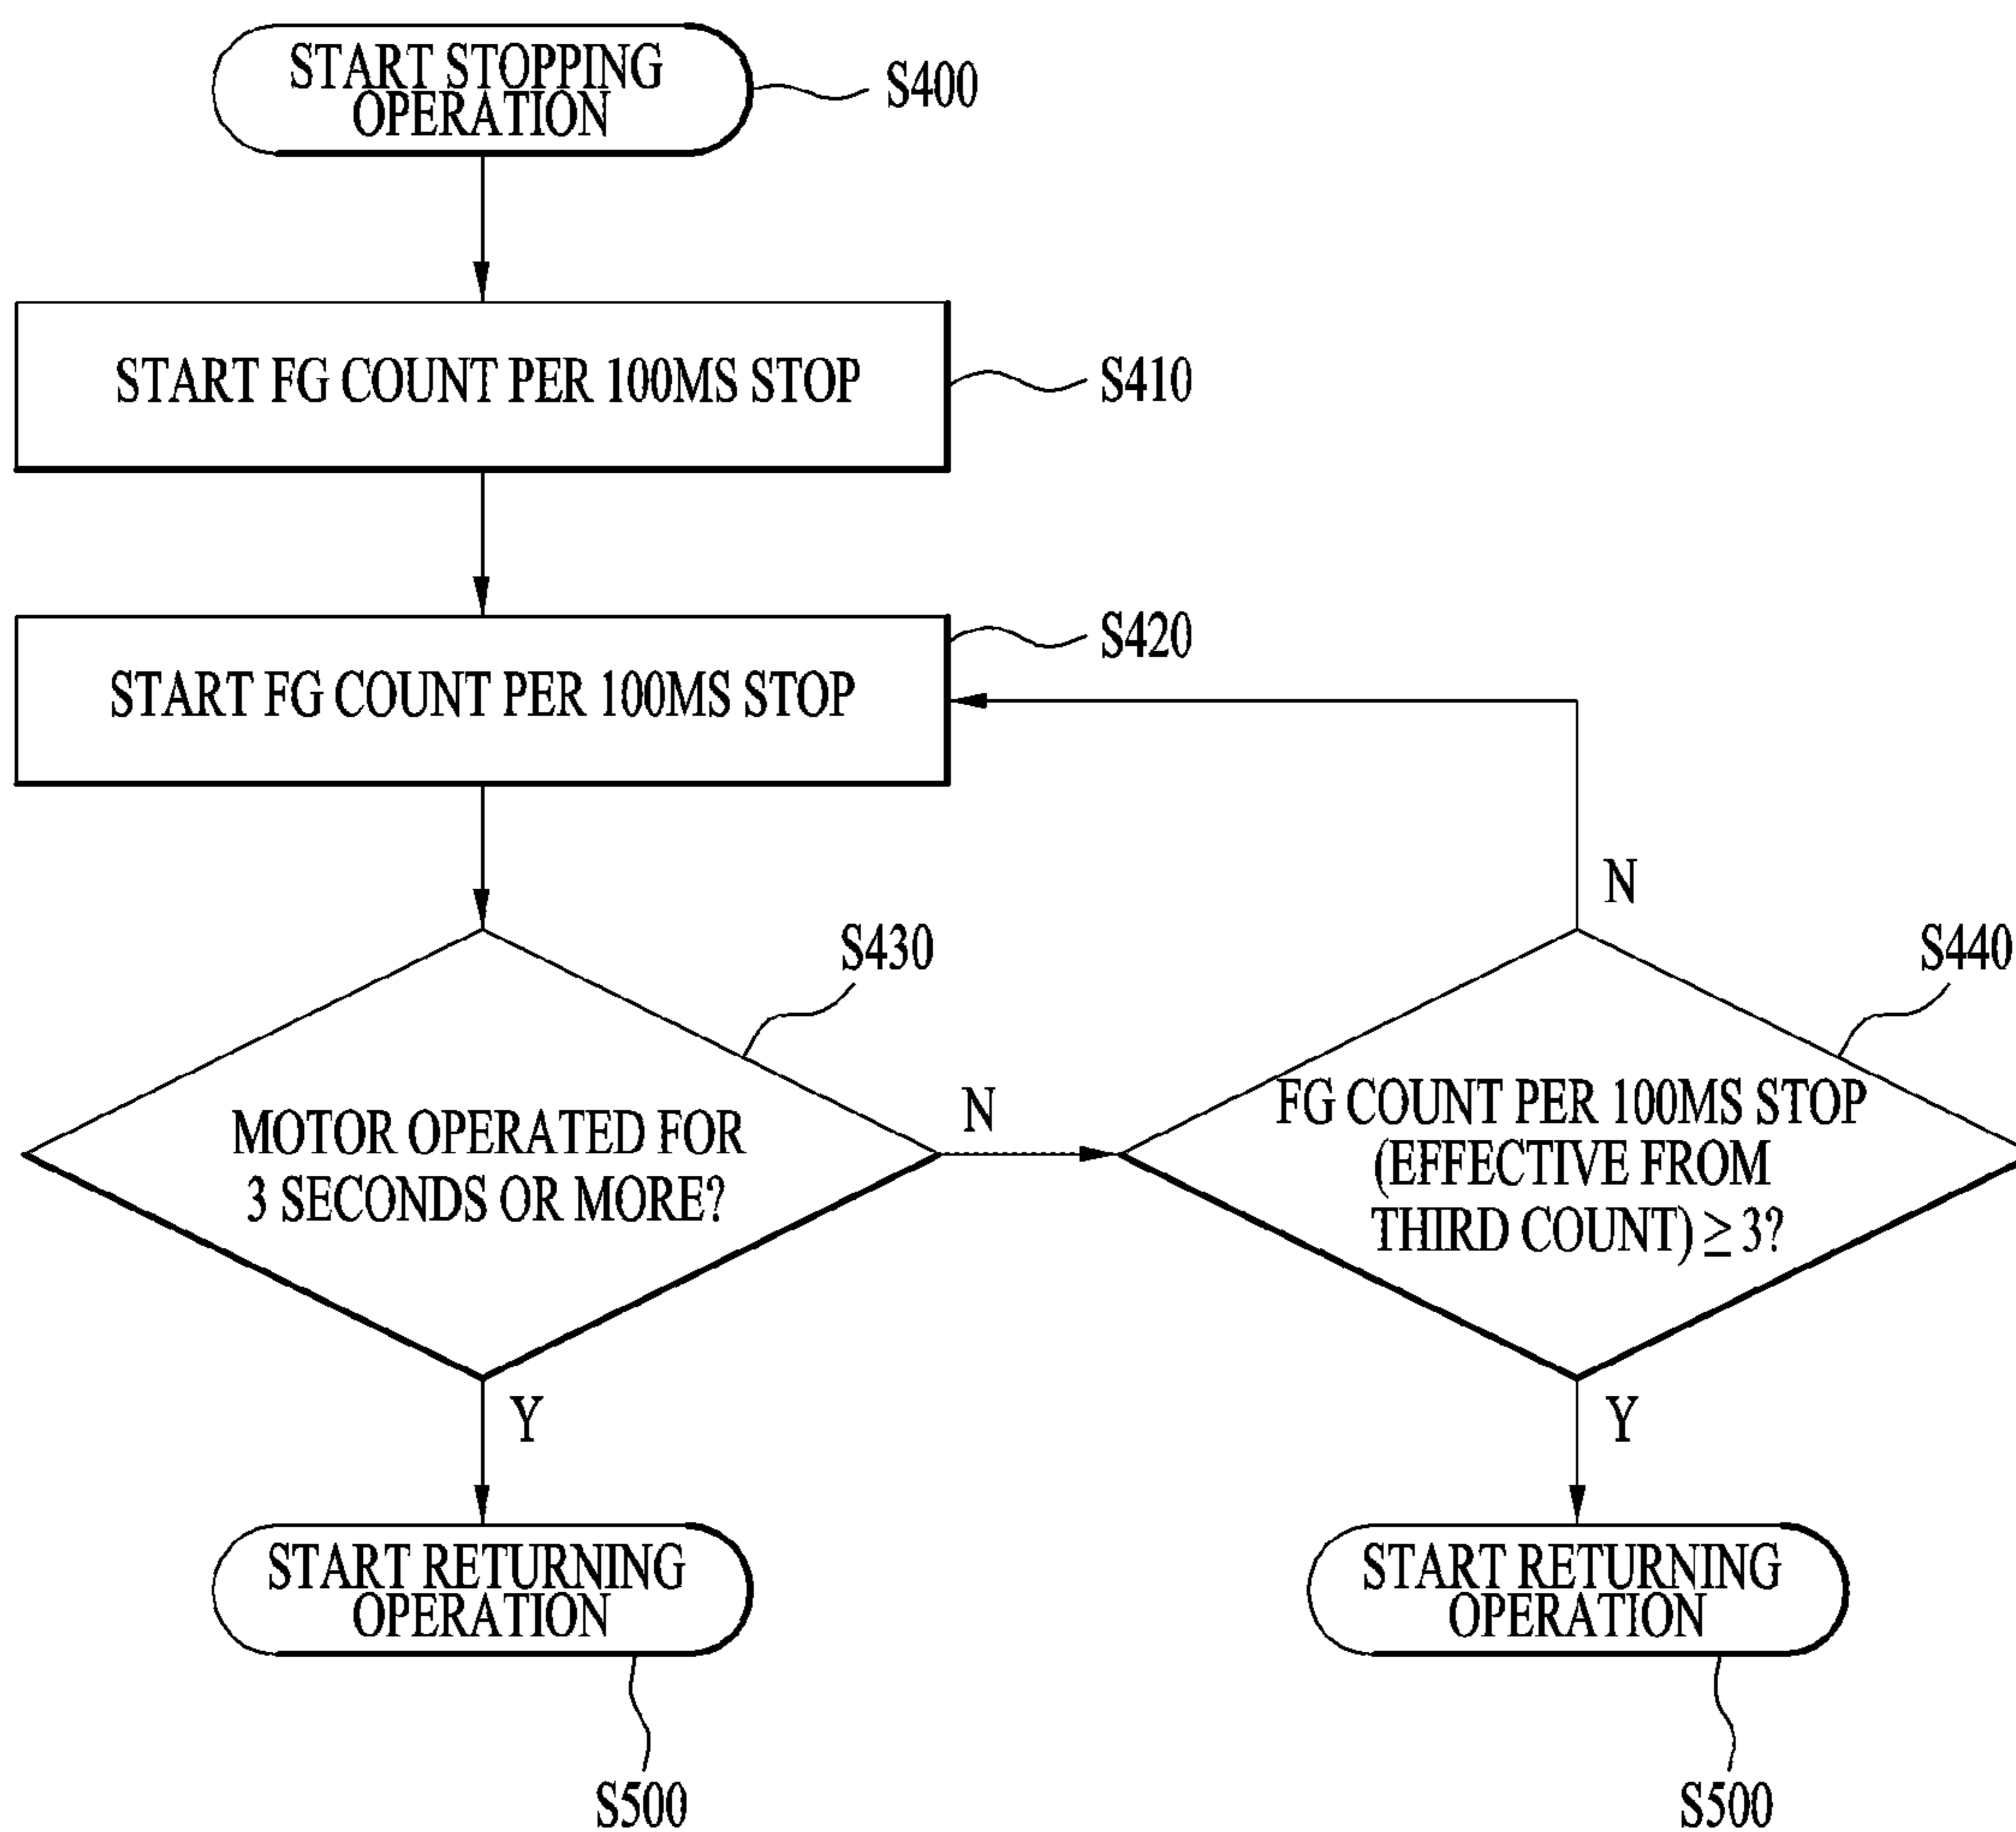 START STOPPING
OPERATION
S400
START FG COUNT PER 100MS STOP
S410
START FG COUNT PER 100MS STOP
S420
MOTOR OPERATED FOR
3 SECONDS OR MORE?
S430
N
Y
FG COUNT PER 100MS STOP
(EFFECTIVE FROM
THIRD COUNT) ≥ 3?
S440
N
Y
START RETURNING
OPERATION
S500
START RETURNING
OPERATION
S500